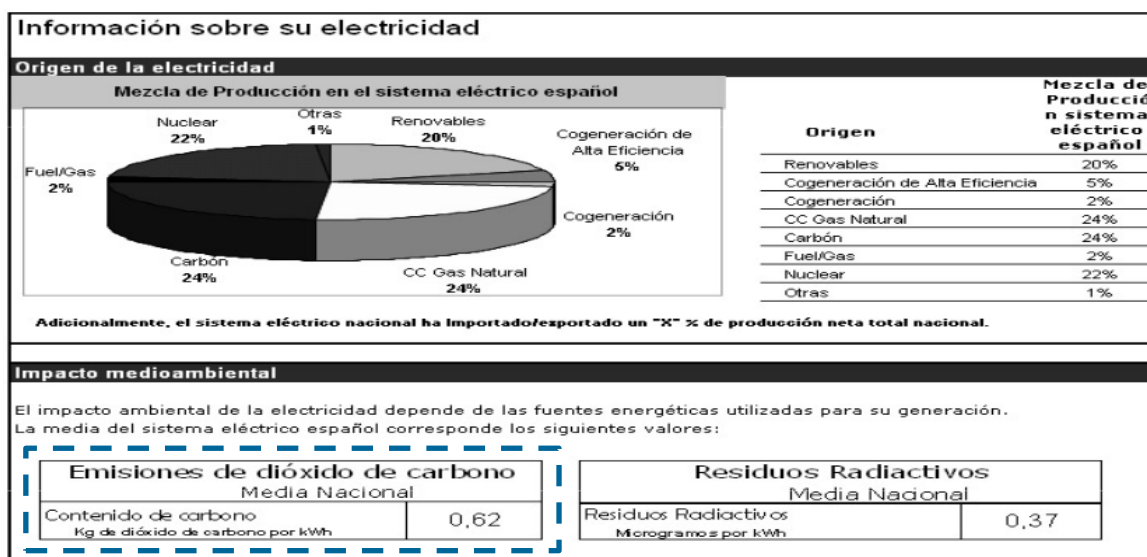 Información sobre su electricidad
Origen de la electricidad
Mezcla de Producción en el sistema eléctrico español
Nuclear
22%
Otras
1%
Renovables
20%
Cogeneración de
Alta Eficiencia
5%
Fuel/Gas
2%
Cogeneración
2%
Carbón
24%
CC Gas Natural
24%
Origen
Mezcla de
Producció
n sistema
eléctrico
español
Renovables 20%
Cogeneración de Alta Eficiencia 5%
Cogeneración 2%
CC Gas Natural 24%
Carbón 24%
Fuel/Gas 2%
Nuclear 22%
Otras 1%
Adicionalmente, el sistema eléctrico nacional ha Importado/exportado un "X" % de producción neta total nacional.
Impacto medioambiental
El impacto ambiental de la electricidad depende de las fuentes energéticas utilizadas para su generación.
La media del sistema eléctrico español corresponde los siguientes valores:
Emisiones de dióxido de carbono
Media Nacional
Contenido de carbono 0,62
Kg de dióxido de carbono por kWh
Residuos Radiactivos
Media Nacional
Residuos Radiactivos 0,37
Microgramos por kWh